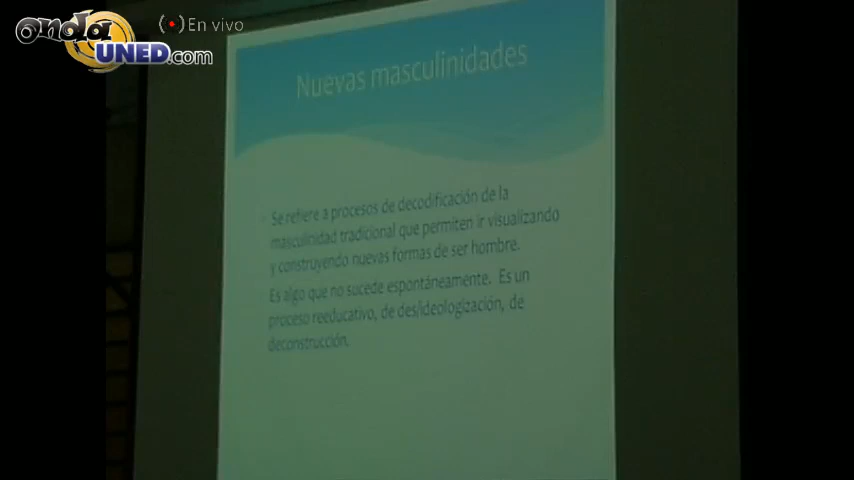 onda
UNED.com
En vivo
Nuevas masculinidades
Se refiere a procesos de decodificación de la
masculinidad tradicional que permiten ir visualizando
y construyendo nuevas formas de ser hombre.
Es algo que no sucede espontáneamente. Es un
proceso reeducativo, de des/ideologización, de
deconstrucción.